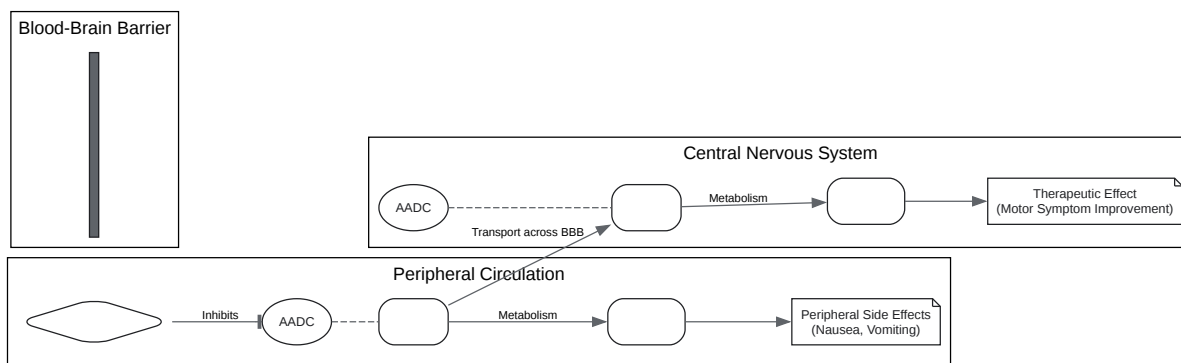 Blood-Brain Barrier
Central Nervous System
AADC
Metabolism
Therapeutic Effect
(Motor Symptom Improvement)
Transport across BBB
Peripheral Circulation
Inhibits
AADC
Metabolism
Peripheral Side Effects
(Nausea, Vomiting)